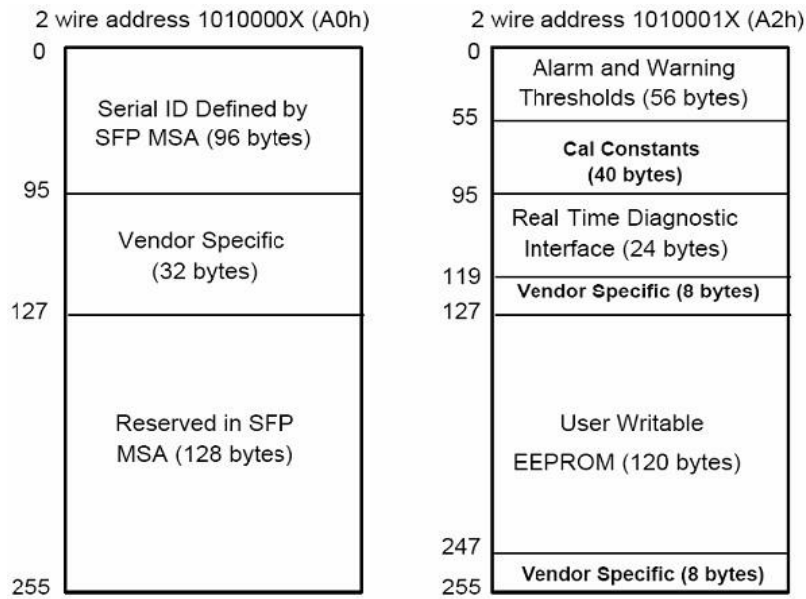 2 wire address 1010000X (A0h)
0
Serial ID Defined by
SFP MSA (96 bytes)
95
Vendor Specific
(32 bytes)
127
Reserved in SFP
MSA (128 bytes)
255
2 wire address 1010001X (A2h)
0
Alarm and Warning
Thresholds (56 bytes)
55
Cal Constants
(40 bytes)
95
Real Time Diagnostic
Interface (24 bytes)
119
Vendor Specific (8 bytes)
127
User Writable
EEPROM (120 bytes)
247
Vendor Specific (8 bytes)
255